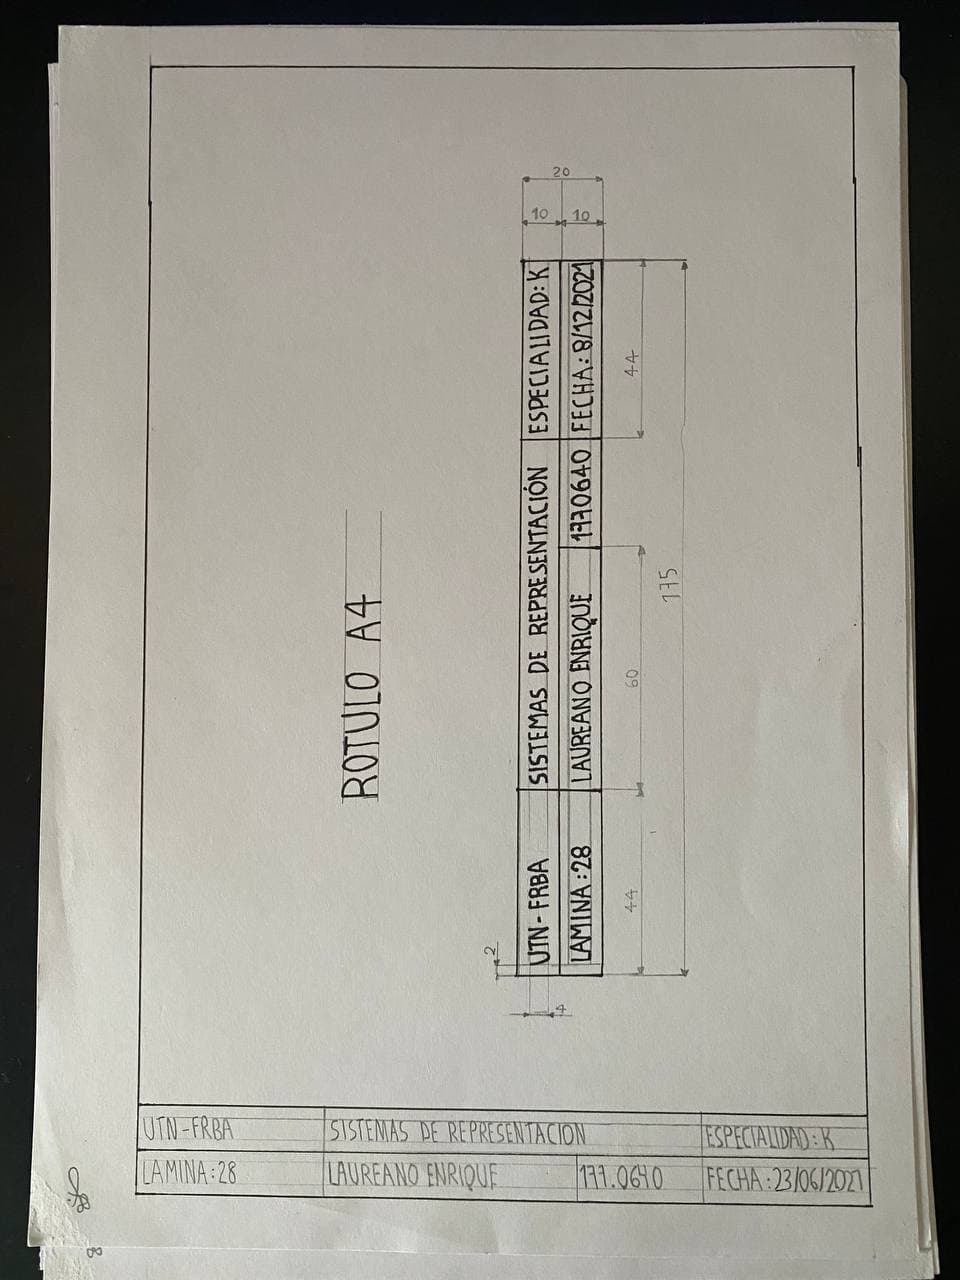 UTN-FRBA SISTEMAS DE REPRESENTACION ESPECIALIDAD:K
LAMINA:28 LAUREANO ENRIQUE 177.0640 FECHA:23/06/2021
ROTULO A4
2
UTN-FRBA SISTEMAS DE REPRESENTACIÓN ESPECIALIDAD:K
LAMINA:28 LAUREANO ENRIQUE 1770640 FECHA: 8/12/2021
4
10
10
20
44 60 44
175